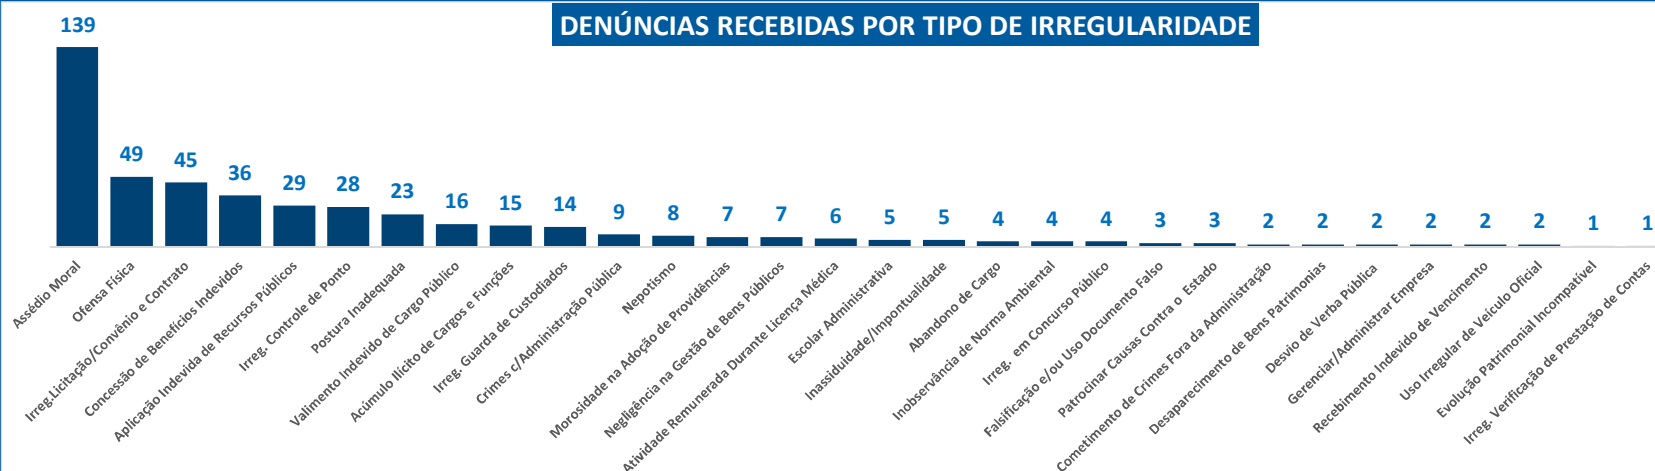 DENÚNCIAS RECEBIDAS POR TIPO DE IRREGULARIDADE
139
49
45
36
29
28
23
16
15
14
9
8
7
7
6
5
5
4
4
4
3
3
2
2
2
2
2
2
1
1
Assédio Moral
Ofensa Física
Irreg.Licitação/Convênio e Contrato
Concessão de Benefícios Indevidos
Aplicação Indevida de Recursos Públicos
Irreg. Controle de Ponto
Postura Inadequada
Valimento Indevido de Cargo Público
Acúmulo Ilícito de Cargos e Funções
Irreg. Guarda de Custodiados
Crimes c/Administração Pública
Nepotismo
Morosidade na Adoção de Providências
Negligência na Gestão de Bens Públicos
Atividade Remunerada Durante Licença Médica
Escolar Administrativa
Inassiduidade/Impontualidade
Abandono de Cargo
Inobservância de Norma Ambiental
Irreg. em Concurso Público
Falsificação e/ou Uso Documento Falso
Patrocinar Causas Contra o Estado
Cometimento de Crimes Fora da Administração
Desaparecimento de Bens Patrimonias
Desvio de Verba Pública
Gerenciar/Administrar Empresa
Recebimento Indevido de Vencimento
Uso Irregular de Veículo Oficial
Evolução Patrimonial Incompatível
Irreg. Verificação de Prestação de Contas